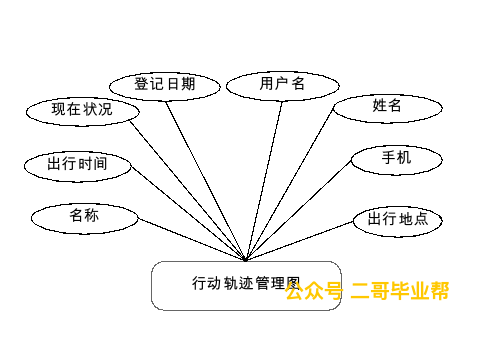 登记日期
用户名
现在状况
姓名
出行时间
手机
名称
出行地点
行动轨迹管理图
公众号 二哥毕业帮